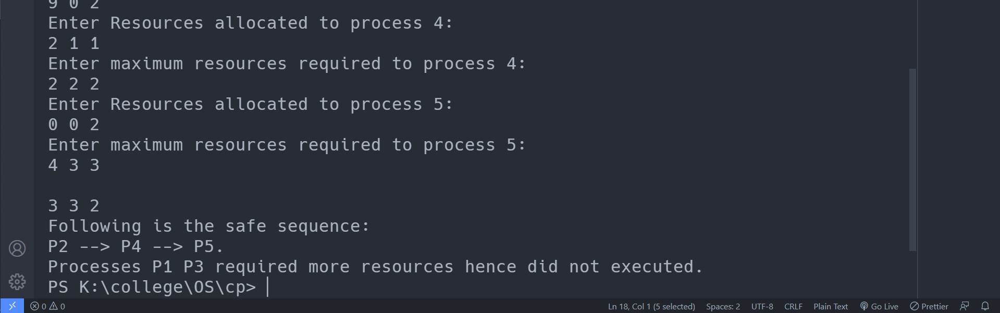 9 0 2
Enter Resources allocated to process 4:
2 1 1
Enter maximum resources required to process 4:
2 2 2
Enter Resources allocated to process 5:
0 0 2
Enter maximum resources required to process 5:
4 3 3
3 3 2
Following is the safe sequence:
P2 --> P4 --> P5.
Processes P1 P3 required more resources hence did not executed.
PS K:\college\OS\cp>
0 0 Ln 18, Col 1 (5 selected) Spaces: 2 UTF-8 CRLF Plain Text Go Live Prettier